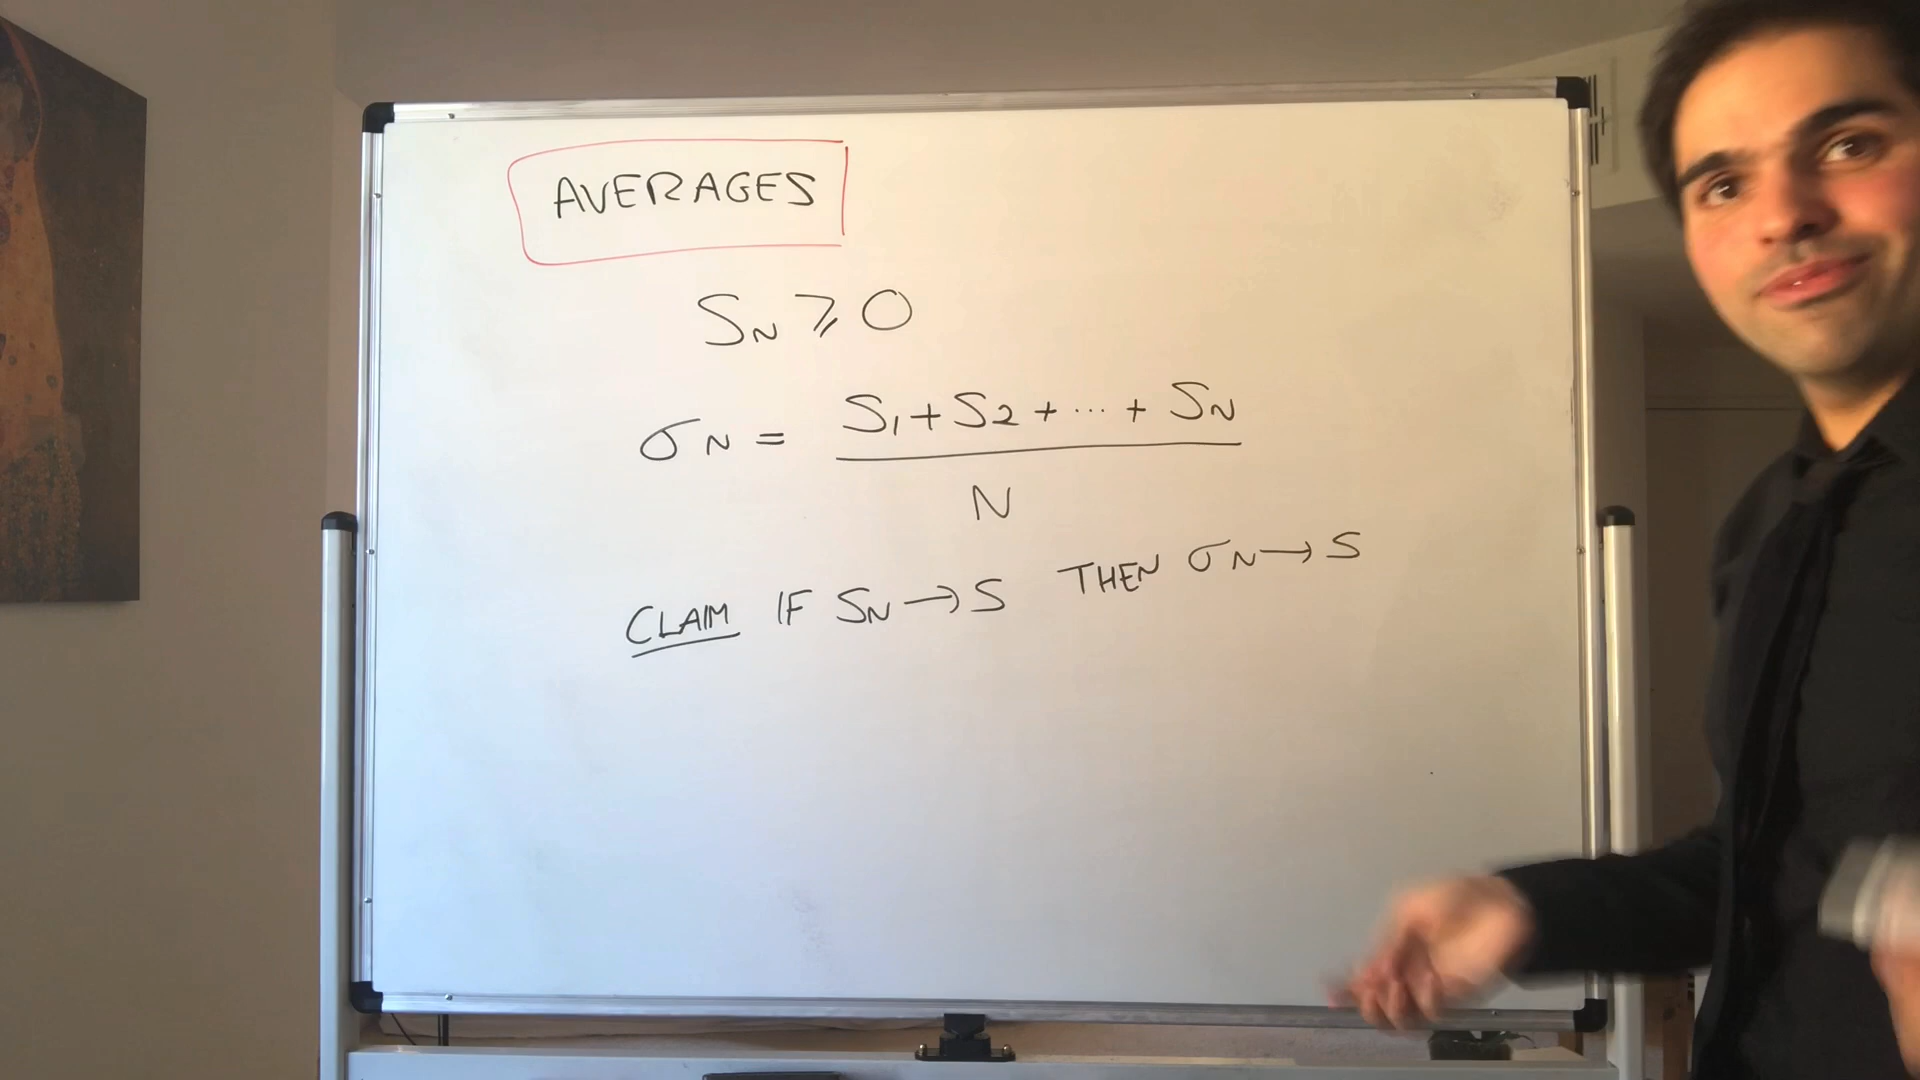 AVERAGES
SN ⩾ 0
σN = S1 + S2 + ... + SN
N
CLAIM IF SN → S THEN σN → S